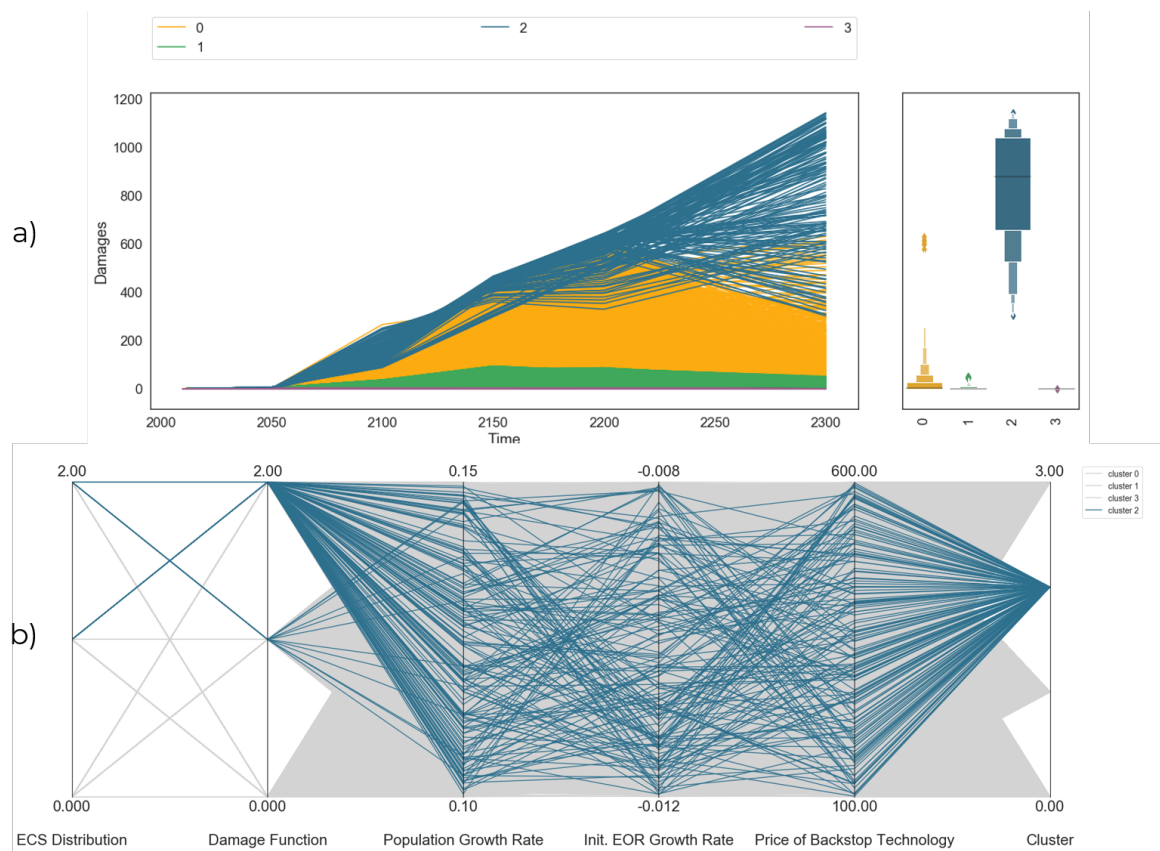 0 2 3
1
a)
Damages
1200
1000
800
600
400
200
0
2000 2050 2100 2150 2200 2250 2300
Time
0 1 2 3
b)
2.00 2.00 0.15 -0.008 600.00 3.00
cluster 0
cluster 1
cluster 3
cluster 2
0.000 0.000 0.10 -0.012 100.00 0.00
ECS Distribution Damage Function Population Growth Rate Init. EOR Growth Rate Price of Backstop Technology Cluster